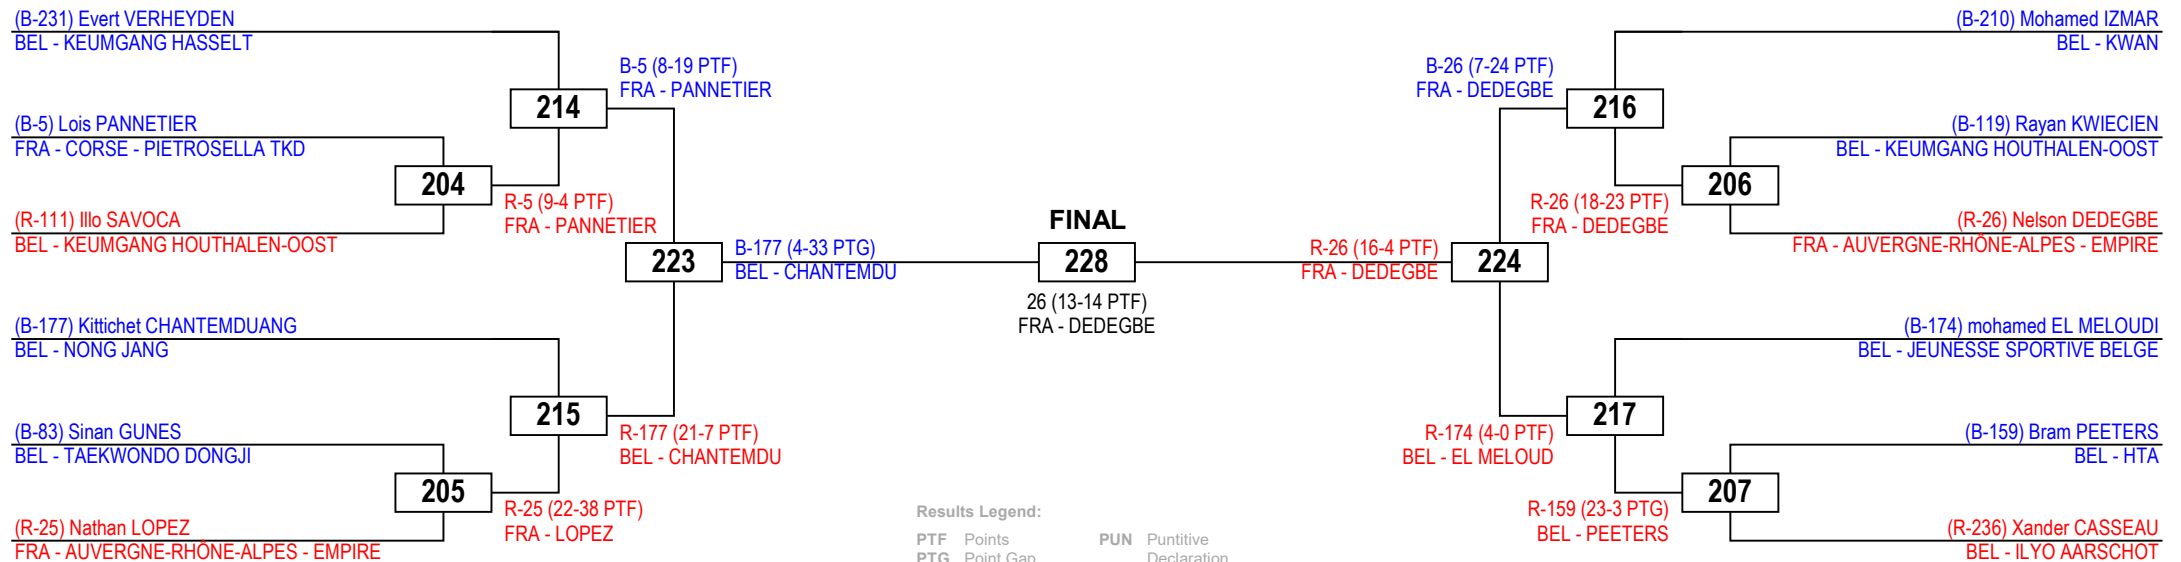 (B-231) Evert VERHEYDEN
BEL - KEUMGANG HASSELT
(B-5) Lois PANNETIER
FRA - CORSE - PIETROSELLA TKD
(R-111) Illo SAVOCA
BEL - KEUMGANG HOUTHALEN-OOST
(B-177) Kittichet CHANTEMDUANG
BEL - NONG JANG
(B-83) Sinan GUNES
BEL - TAEKWONDO DONGJI
(R-25) Nathan LOPEZ
FRA - AUVERGNE-RHÔNE-ALPES - EMPIRE
204
R-5 (9-4 PTF)
FRA - PANNETIER
205
R-25 (22-38 PTF)
FRA - LOPEZ
214
B-5 (8-19 PTF)
FRA - PANNETIER
215
R-177 (21-7 PTF)
BEL - CHANTEMDU
223
B-177 (4-33 PTG)
BEL - CHANTEMDU
FINAL
228
26 (13-14 PTF)
FRA - DEDEGBE
R-26 (16-4 PTF)
FRA - DEDEGBE
224
B-26 (7-24 PTF)
FRA - DEDEGBE
216
R-174 (4-0 PTF)
BEL - EL MELOUD
217
R-26 (18-23 PTF)
FRA - DEDEGBE
206
R-159 (23-3 PTG)
BEL - PEETERS
207
(B-210) Mohamed IZMAR
BEL - KWAN
(B-119) Rayan KWIECIEN
BEL - KEUMGANG HOUTHALEN-OOST
(R-26) Nelson DEDEGBE
FRA - AUVERGNE-RHÔNE-ALPES - EMPIRE
(B-174) mohamed EL MELOUDI
BEL - JEUNESSE SPORTIVE BELGE
(B-159) Bram PEETERS
BEL - HTA
(R-236) Xander CASSEAU
BEL - ILYO AARSCHOT
Results Legend:
PTF Points PUN Puntitive
PTG Point Gap Declaration